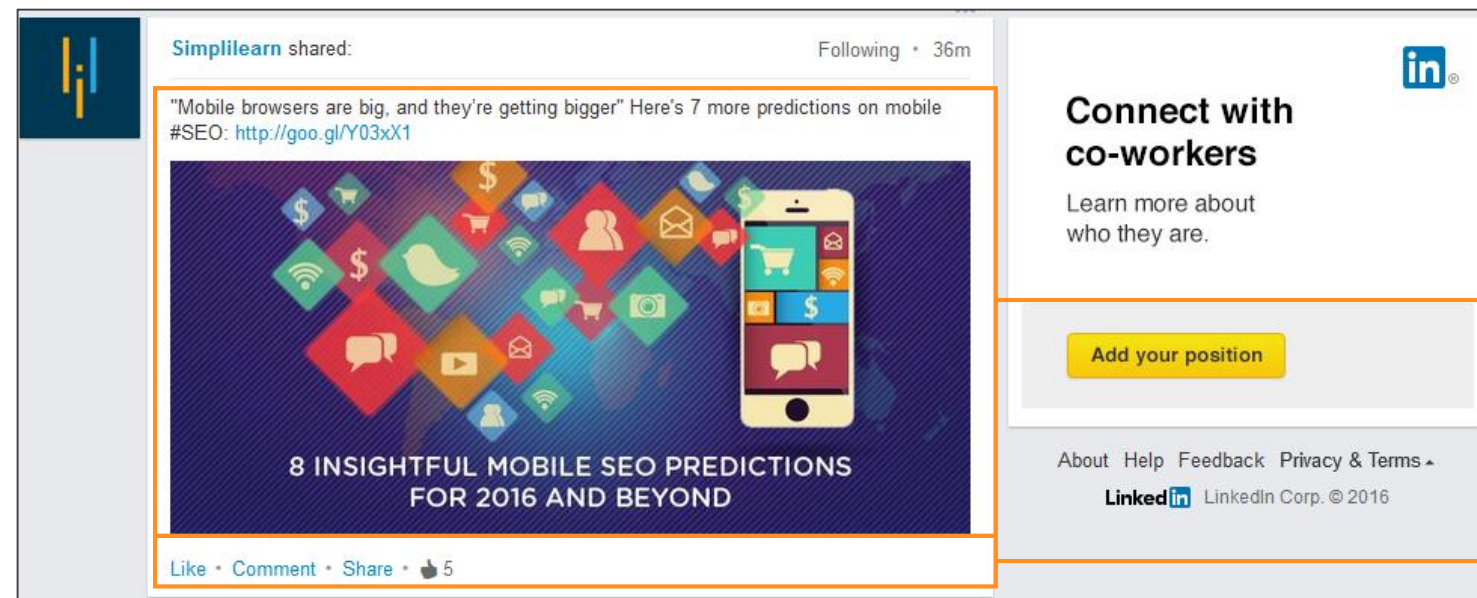 Simplilearn shared:
Following • 36m
"Mobile browsers are big, and they're getting bigger" Here's 7 more predictions on mobile
#SEO: http://goo.gl/Y03xX1
$
$
$
$
$
8 INSIGHTFUL MOBILE SEO PREDICTIONS
FOR 2016 AND BEYOND
Like • Comment • Share • 5
in®
Connect with
co-workers
Learn more about
who they are.
Add your position
About Help Feedback Privacy & Terms
Linked in LinkedIn Corp. © 2016